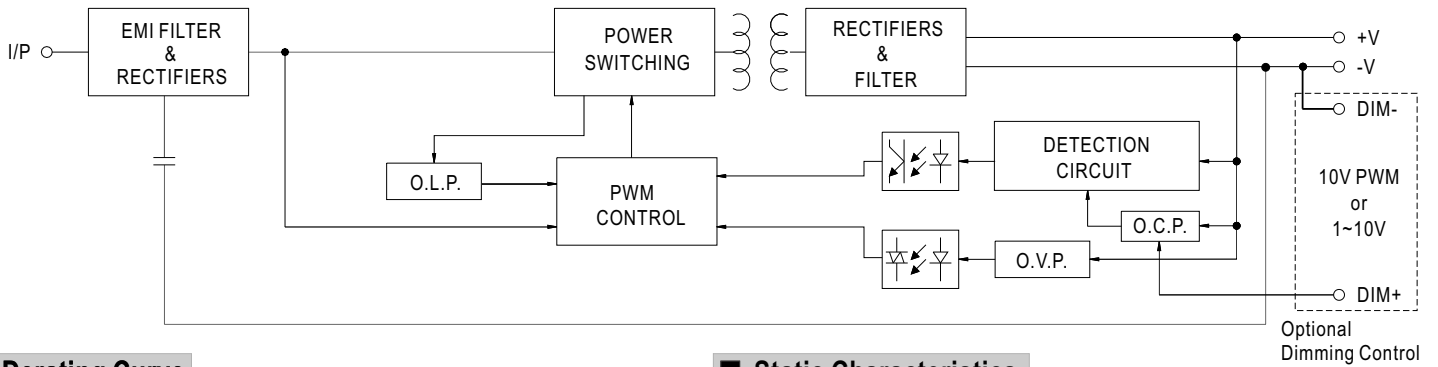 I/P
EMI FILTER
&
RECTIFIERS
POWER
SWITCHING
RECTIFIERS
&
FILTER
+V
-V
DIM-
10V PWM
or
1~10V
DIM+
Optional
Dimming Control
DETECTION
CIRCUIT
O.L.P.
PWM
CONTROL
O.C.P.
O.V.P.
Derating Curve
Static Characteristics